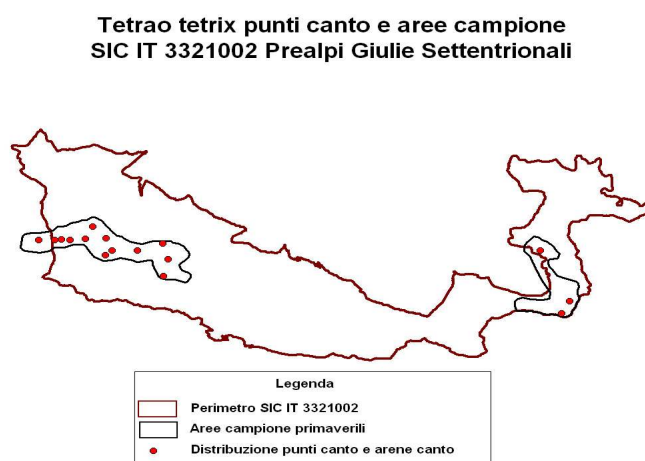 Tetrao tetrix punti canto e aree campione
SIC IT 3321002 Prealpi Giulie Settentrionali
Legenda
Perimetro SIC IT 3321002
Aree campione primaverili
Distribuzione punti canto e arene canto